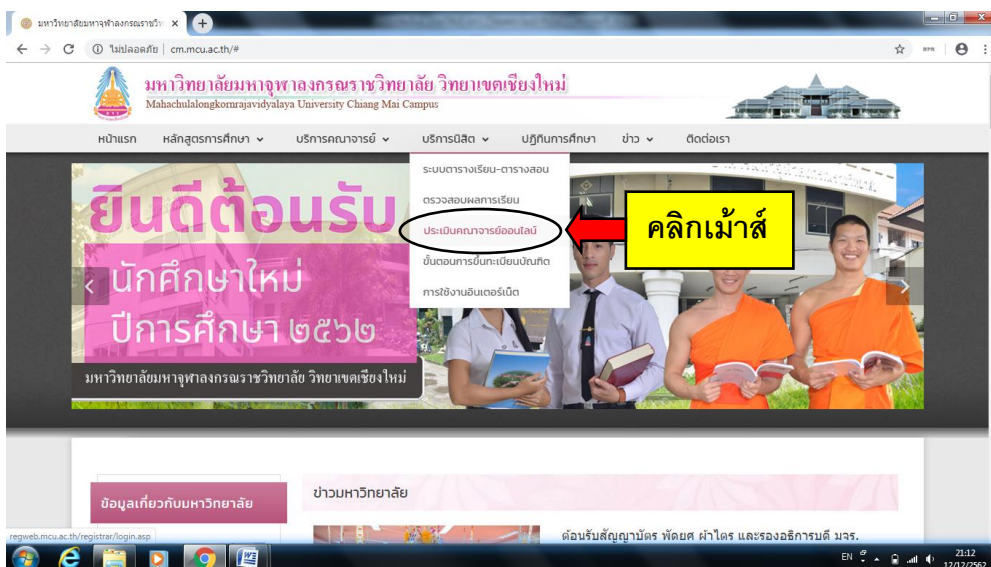 มหาวิทยาลัยมหาจุฬาลงกรณราชวิท
ไม่ปลอดภัย | cm.mcu.ac.th/#
มหาวิทยาลัยมหาจุฬาลงกรณราชวิทยาลัย วิทยาเขตเชียงใหม่
Mahachulalongkornrajavidyalaya University Chiang Mai Campus
หน้าแรก หลักสูตรการศึกษา บริการคณาจารย์ บริการนิสิต ปฏิทินการศึกษา ข่าว ติดต่อเรา
ระบบตารางเรียน-ตารางสอน
ตรวจสอบผลการเรียน
ประเมินคณาจารย์ออนไลน์
ขั้นตอนการขึ้นทะเบียนบัณฑิต
การใช้งานอินเตอร์เน็ต
คลิกเม้าส์
ยินดีต้อนรับ
นักศึกษาใหม่
ปีการศึกษา ๒๕๖๒
มหาวิทยาลัยมหาจุฬาลงกรณราชวิทยาลัย วิทยาเขตเชียงใหม่
ข้อมูลเกี่ยวกับมหาวิทยาลัย
ข่าวมหาวิทยาลัย
ต้อนรับสัญญาบัตร พัดยศ ผ้าไตร และรองอธิการบดี มจร.
regweb.mcu.ac.th/registrar/login.asp
EN
21:12
12/12/2562